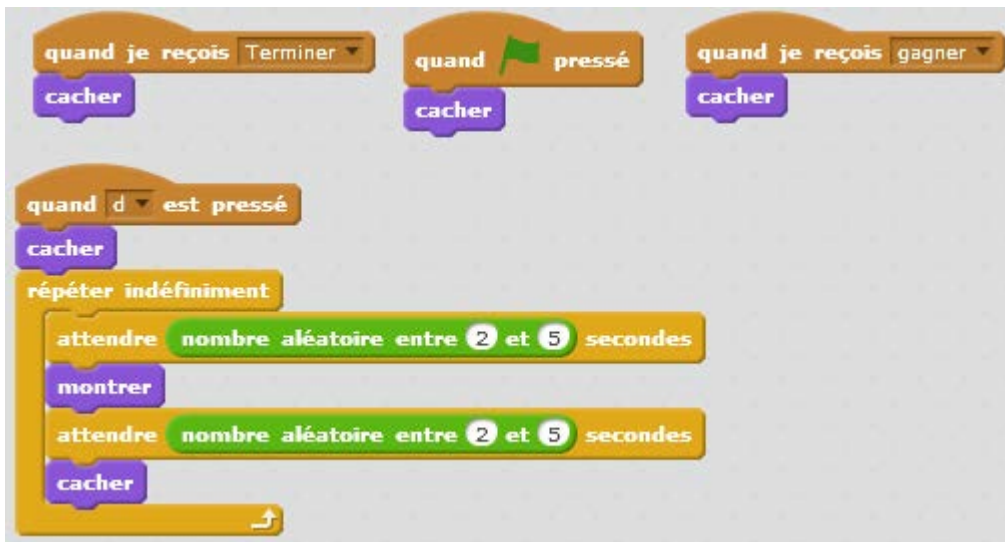 quand je reçois Terminer
cacher
quand pressé
cacher
quand je reçois gagner
cacher
quand d est pressé
cacher
répéter indéfiniment
attendre nombre aléatoire entre 2 et 5 secondes
montrer
attendre nombre aléatoire entre 2 et 5 secondes
cacher